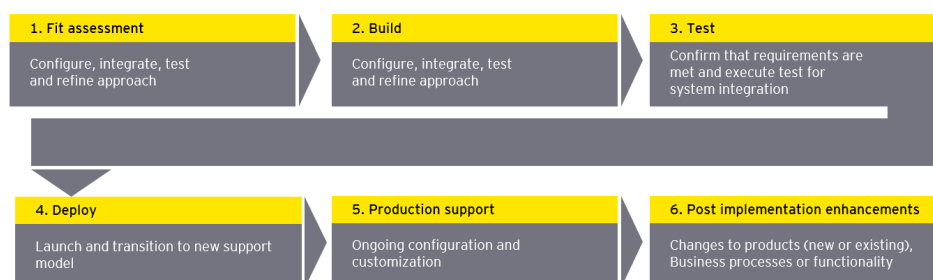 1. Fit assessment
Configure, integrate, test
and refine approach
2. Build
Configure, integrate, test
and refine approach
3. Test
Confirm that requirements are
met and execute test for
system integration
4. Deploy
Launch and transition to new support
model
5. Production support
Ongoing configuration and
customization
6. Post implementation enhancements
Changes to products (new or existing),
Business processes or functionality